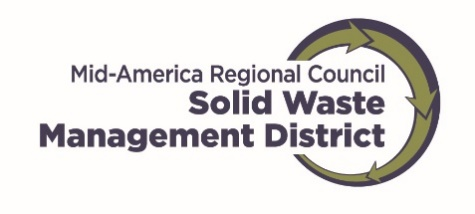 Mid-America Regional Council
Solid Waste
Management District